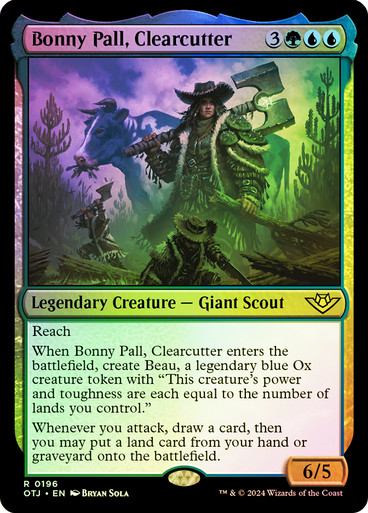 Bonny Pall, Clearcutter 3
Legendary Creature — Giant Scout
Reach
When Bonny Pall, Clearcutter enters the
battlefield, create Beau, a legendary blue Ox
creature token with “This creature’s power
and toughness are each equal to the number of
lands you control.”
Whenever you attack, draw a card, then
you may put a land card from your hand or
graveyard onto the battlefield.
6/5
R 0196
OTJ • EN Bryan Sola
™ & © 2024 Wizards of the Coast